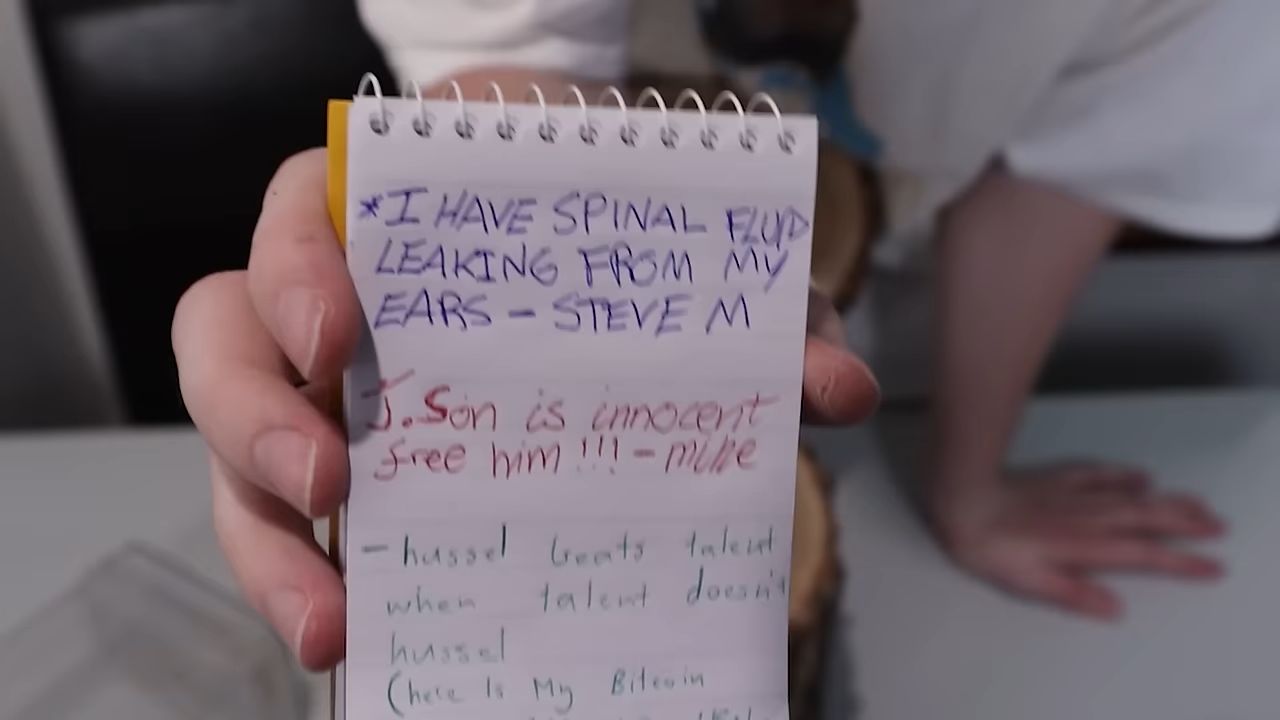 *I HAVE SPINAL FLUID
LEAKING FROM MY
EARS - STEVE M
J.Son is innocent
free him !!! - mike
- hussel beats talent
when talent doesn't
hussel
(here Is My Bitcoin